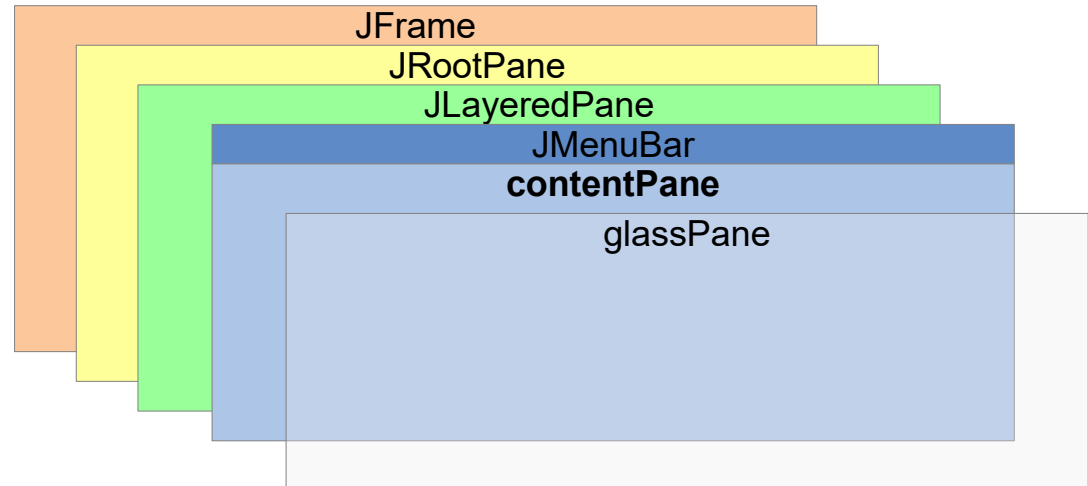 JFrame
JRootPane
JLayeredPane
JMenuBar
contentPane
glassPane